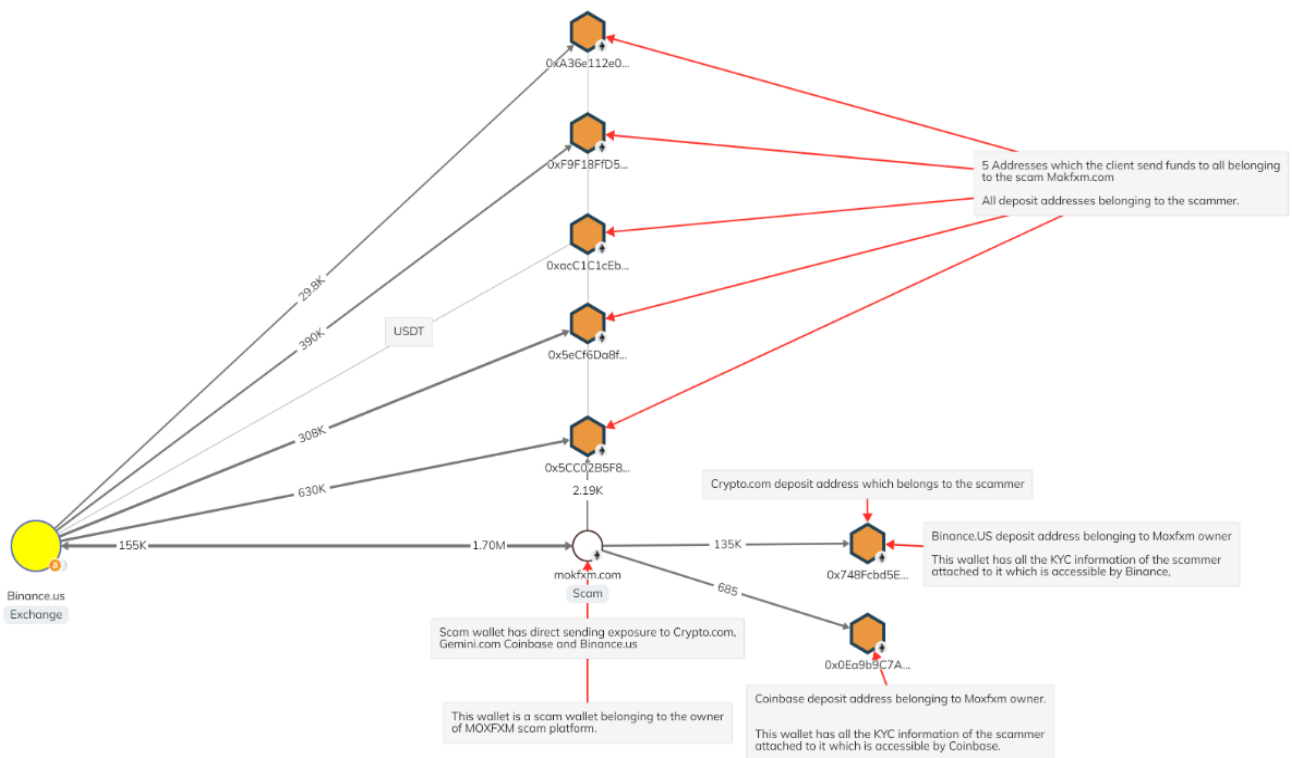 0xA36e112e0...
0xF9F18FfD5...
5 Addresses which the client send funds to all belonging
to the scam Makfxm.com
All deposit addresses belonging to the scammer.
0xacC1C1cEb...
29.8K
390K
USDT
0x5eCf6Da8f...
308K
0x5CC02B5F8...
630K
2.19K
Crypto.com deposit address which belongs to the scammer
155K
1.70M
135K
mokfxm.com
Scam
0x748Fcbd5E...
Binance.US deposit address belonging to Moxfxm owner
This wallet has all the KYC information of the scammer
attached to it which is accessible by Binance,
Binance.us
Exchange
685
Scam wallet has direct sending exposure to Crypto.com,
Gemini.com Coinbase and Binance.us
0x0Ea9b9C7A...
This wallet is a scam wallet belonging to the owner
of MOXFXM scam platform.
Coinbase deposit address belonging to Moxfxm owner.
This wallet has all the KYC information of the scammer
attached to it which is accessible by Coinbase.